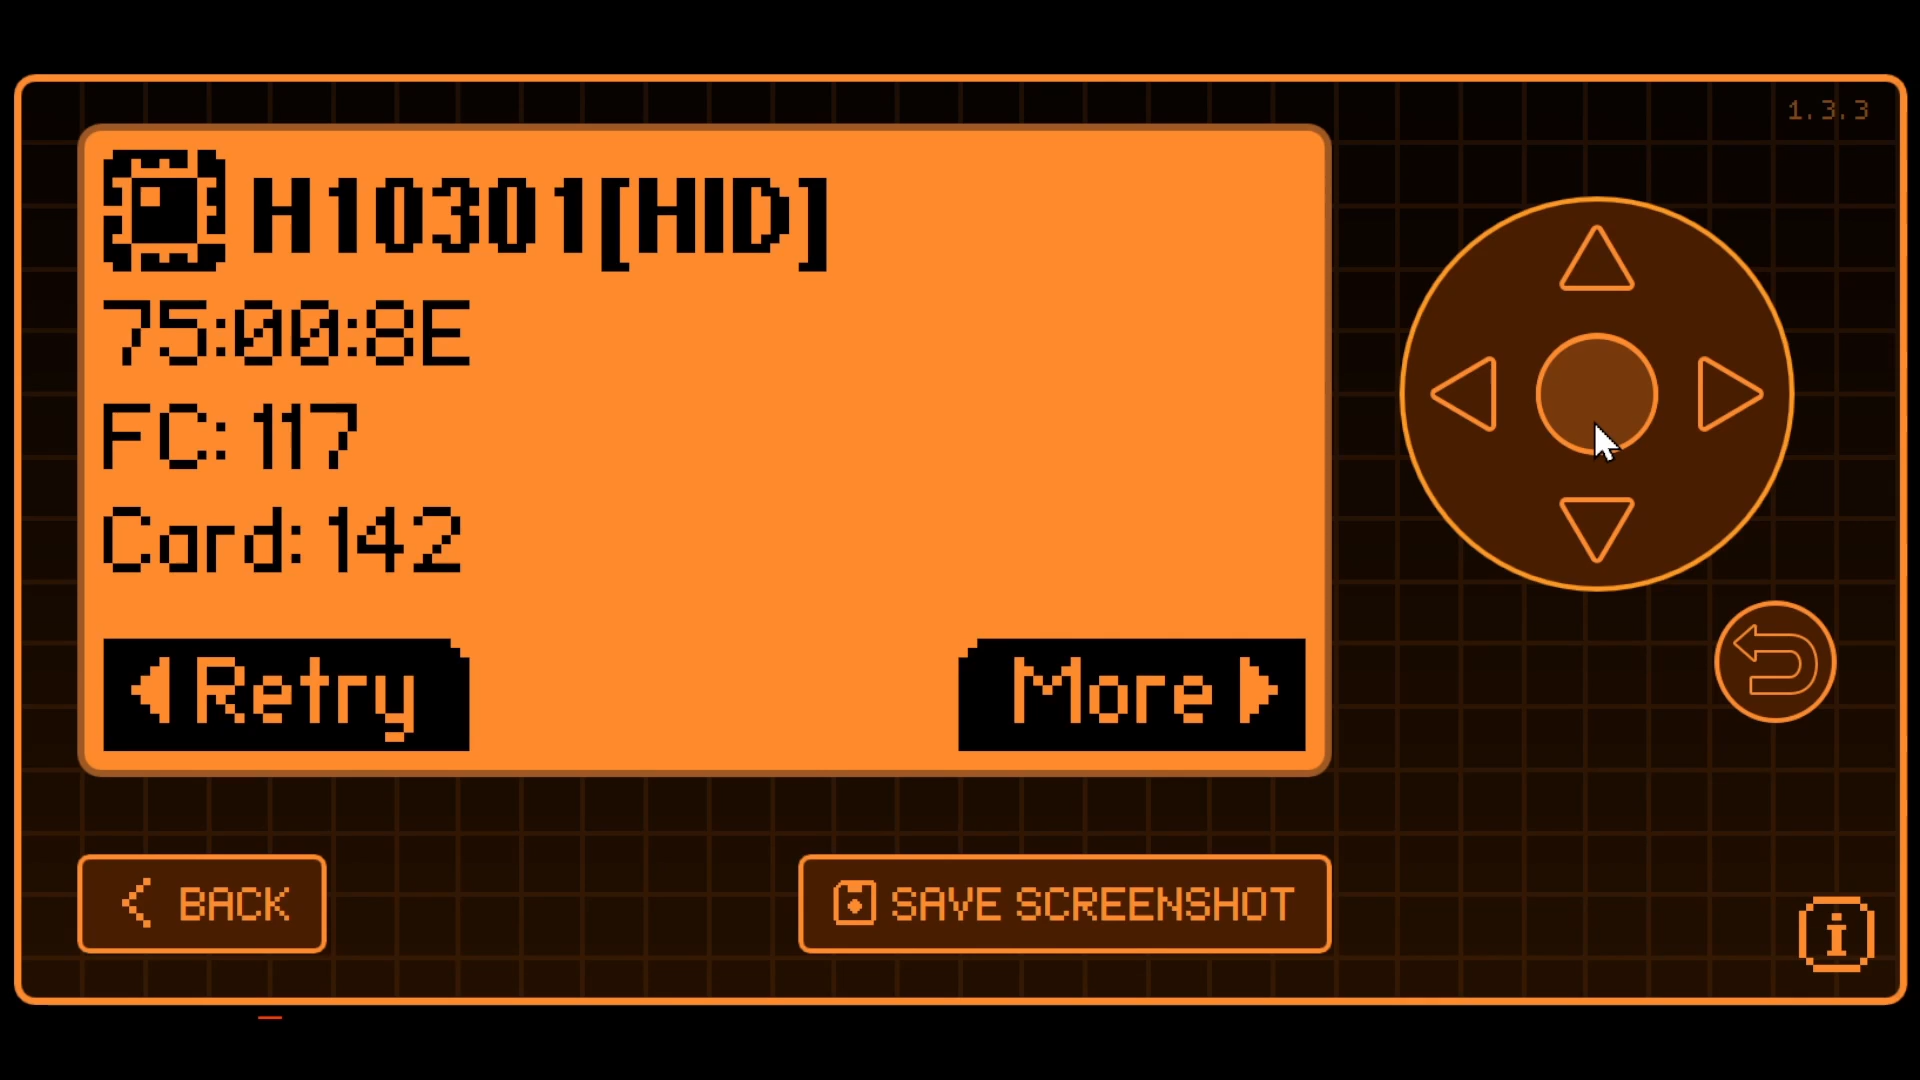 1.3.3
H10301[HID]
75:00:8E
FC: 117
Card: 142
Retry
More
BACK
SAVE SCREENSHOT
i